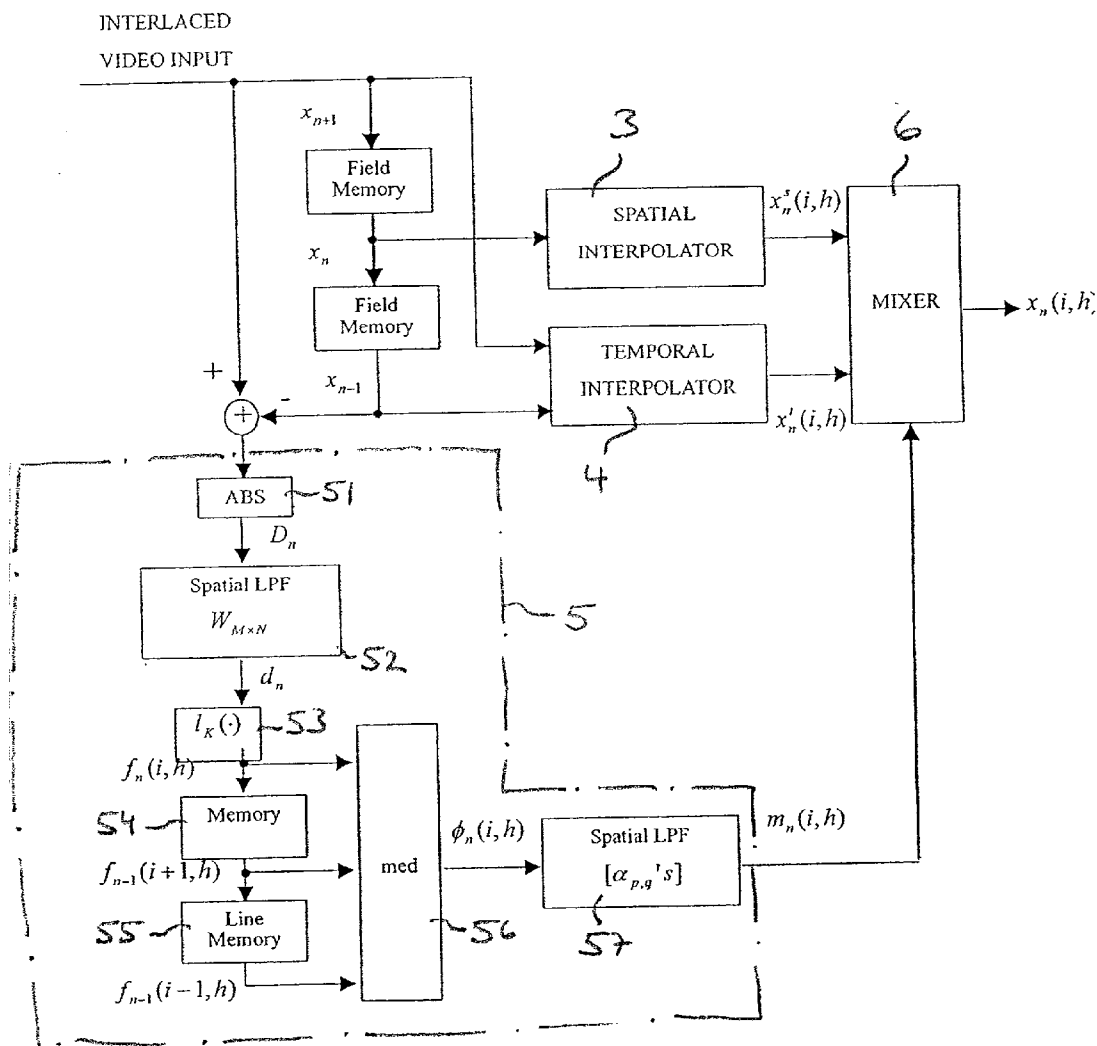 INTERLACED
VIDEO INPUT
x_{n+1}
3
6
Field
Memory
SPATIAL
INTERPOLATOR
x_n^s(i,h)
x_n
MIXER
x_n(i,h)
Field
Memory
TEMPORAL
INTERPOLATOR
+
x_{n-1}
-
+
x_n^t(i,h)
4
ABS
51
D_n
Spatial LPF
W_{M×N}
5
52
d_n
l_K(·)
53
f_n(i,h)
54
Memory
φ_n(i,h)
Spatial LPF
[α_{p,q}'s]
m_n(i,h)
f_{n-1}(i+1,h)
med
55
Line
Memory
56
57
f_{n-1}(i-1,h)